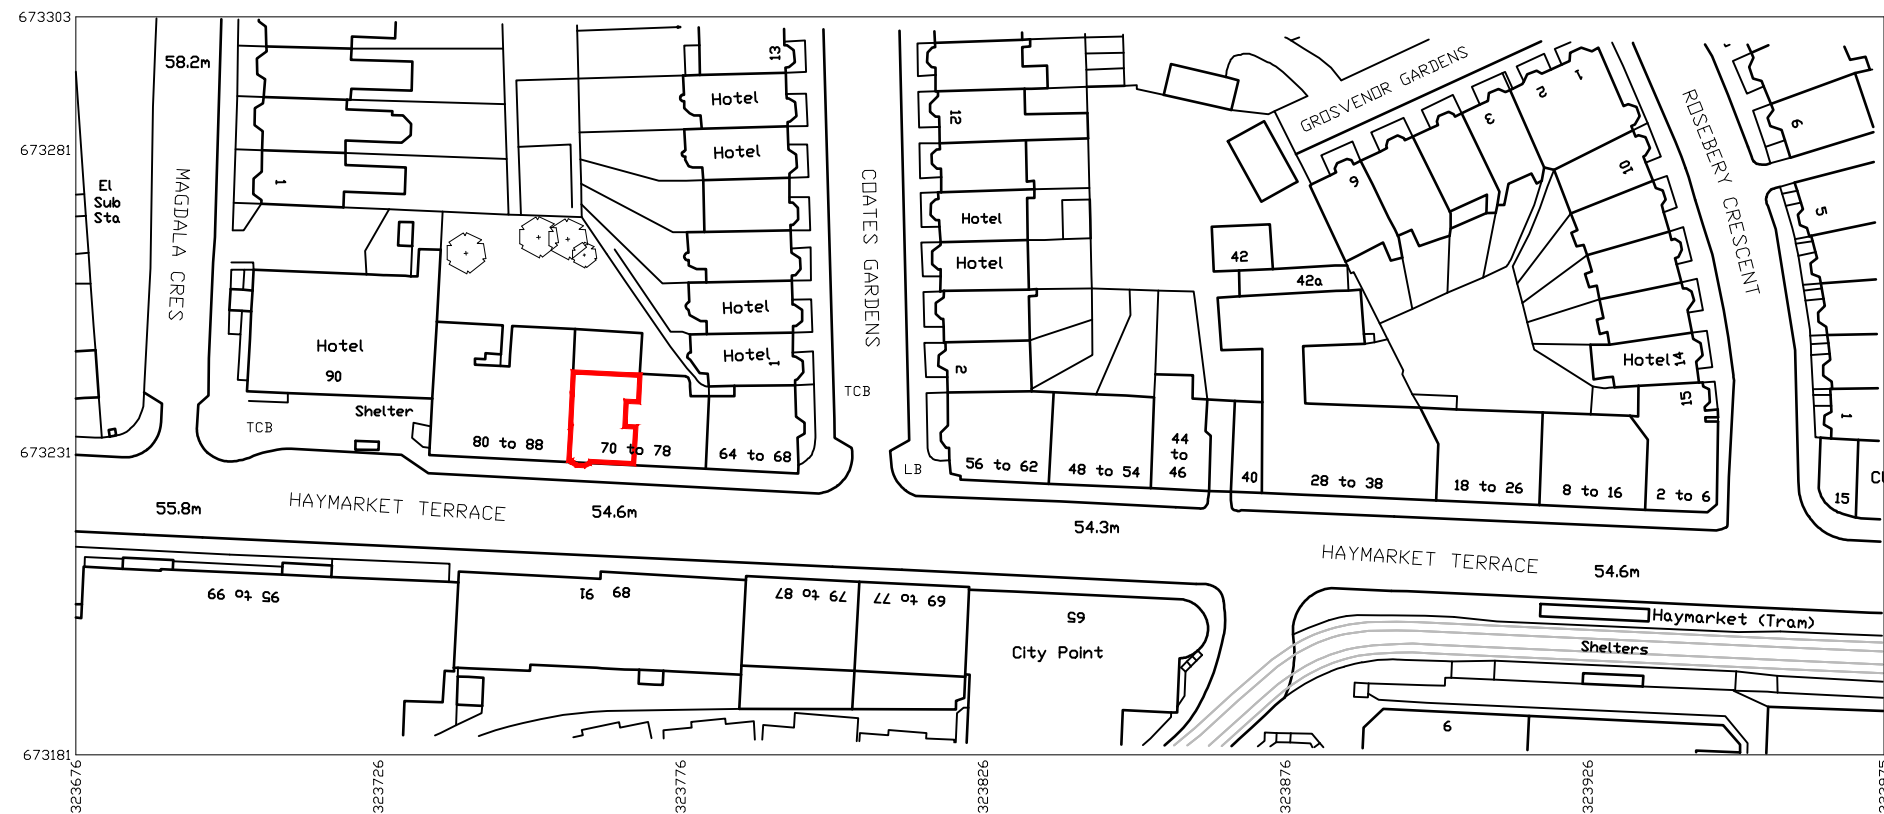 673303
58.2m
13
Hotel
12
GROSVENOR GARDENS
1
2
3
6
10
ROSEBERY CRESCENT
6
673281
Hotel
El
Sub
Sta
MAGDALA CRES
1
COATES GARDENS
Hotel
5
42
Hotel
42a
Hotel
Hotel
90
Hotel
1
2
Hotel
14
15
TCB
Shelter
TCB
1
80 to 88
70 to 78
64 to 68
44
to
46
673231
LB
56 to 62
48 to 54
40
28 to 38
18 to 26
8 to 16
2 to 6
15
55.8m
HAYMARKET TERRACE
54.6m
54.3m
HAYMARKET TERRACE
54.6m
95 to 99
91
89
79 to 87
69 to 77
65
Haymarket (Tram)
City Point
Shelters
6
673181
323676
323726
323776
323826
323876
323926